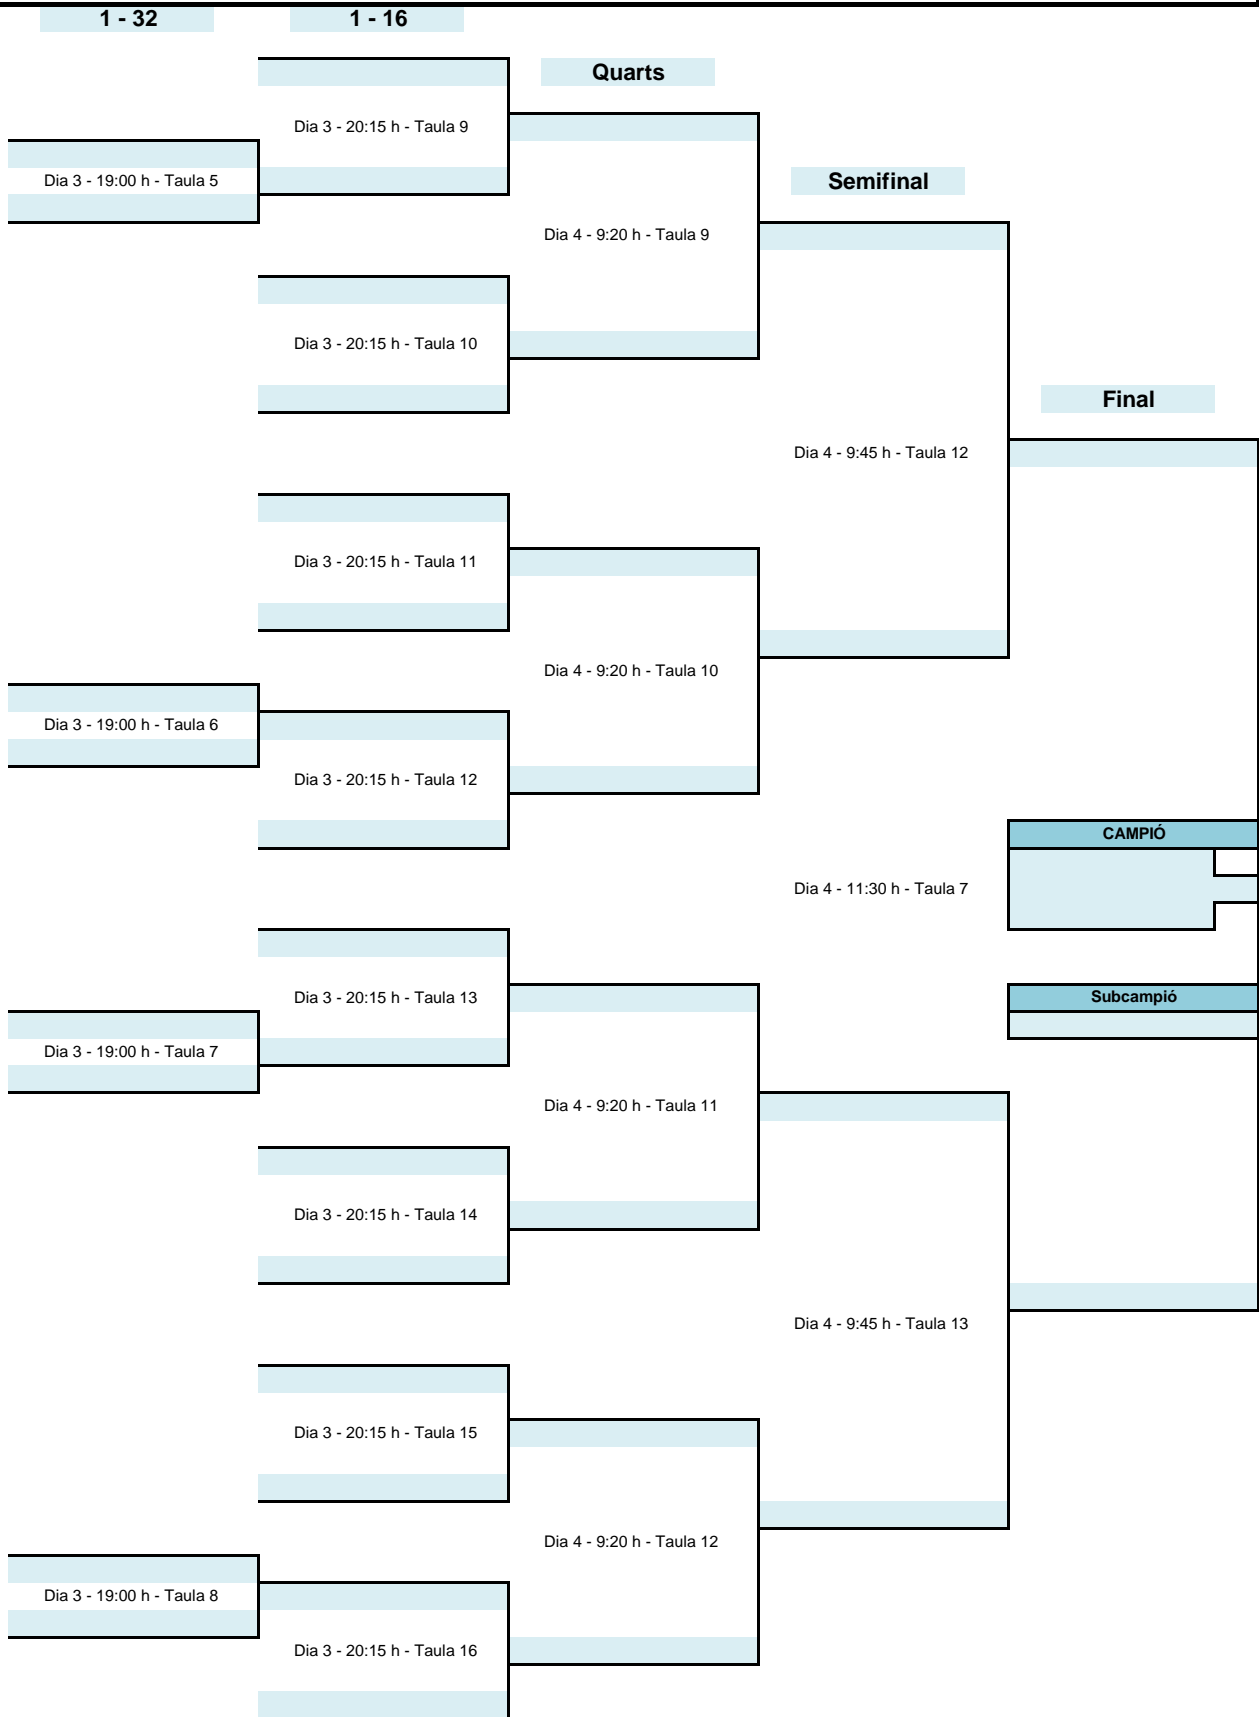 1 - 32
1 - 16
Quarts
Dia 3 - 20:15 h - Taula 9
Dia 3 - 19:00 h - Taula 5
Semifinal
Dia 4 - 9:20 h - Taula 9
Dia 3 - 20:15 h - Taula 10
Final
Dia 4 - 9:45 h - Taula 12
Dia 3 - 20:15 h - Taula 11
Dia 4 - 9:20 h - Taula 10
Dia 3 - 19:00 h - Taula 6
Dia 3 - 20:15 h - Taula 12
CAMPIÓ
Dia 4 - 11:30 h - Taula 7
Dia 3 - 20:15 h - Taula 13
Subcampió
Dia 3 - 19:00 h - Taula 7
Dia 4 - 9:20 h - Taula 11
Dia 3 - 20:15 h - Taula 14
Dia 4 - 9:45 h - Taula 13
Dia 3 - 20:15 h - Taula 15
Dia 4 - 9:20 h - Taula 12
Dia 3 - 19:00 h - Taula 8
Dia 3 - 20:15 h - Taula 16